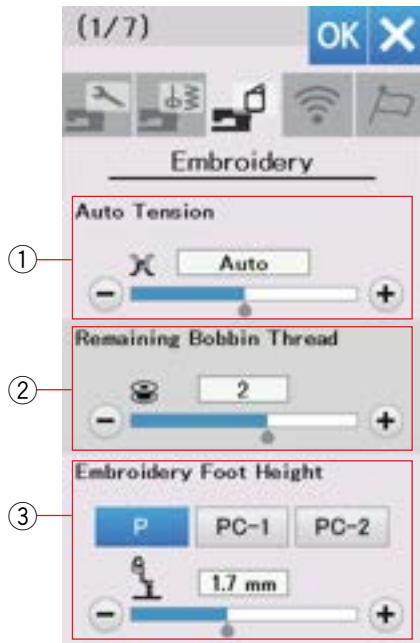 (1/7)
OK
Embroidery
① Auto Tension
Auto
② Remaining Bobbin Thread
2
③ Embroidery Foot Height
P PC-1 PC-2
1.7 mm